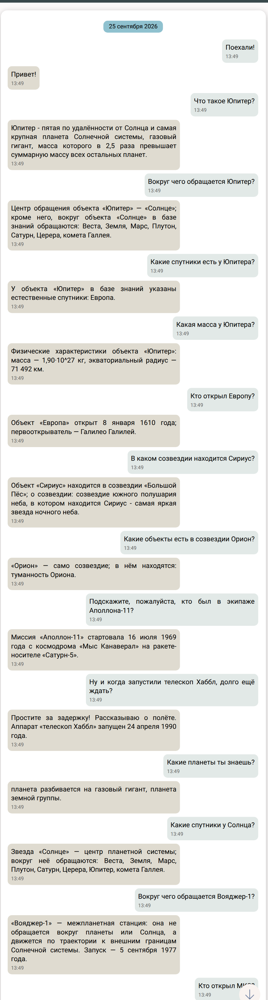 25 сентября 2026
Поехали!
13:49
Привет!
13:49
Что такое Юпитер?
13:49
Юпитер - пятая по удалённости от Солнца и самая
крупная планета Солнечной системы, газовый
гигант, масса которого в 2,5 раза превышает
суммарную массу всех остальных планет.
13:49
Вокруг чего обращается Юпитер?
13:49
Центр обращения объекта «Юпитер» — «Солнце»;
кроме него, вокруг объекта «Солнце» в базе
знаний обращаются: Веста, Земля, Марс, Плутон,
Сатурн, Церера, комета Галлея.
13:49
Какие спутники есть у Юпитера?
13:49
У объекта «Юпитер» в базе знаний указаны
естественные спутники: Европа.
13:49
Какая масса у Юпитера?
13:49
Физические характеристики объекта «Юпитер»:
масса — 1,90·10^27 кг, экваториальный радиус —
71 492 км.
13:49
Кто открыл Европу?
13:49
Объект «Европа» открыт 8 января 1610 года;
первооткрыватель — Галилео Галилей.
13:49
В каком созвездии находится Сириус?
13:49
Объект «Сириус» находится в созвездии «Большой
Пёс»; о созвездии: созвездие южного полушария
неба, в котором находится Сириус - самая яркая
звезда ночного неба.
13:49
Какие объекты есть в созвездии Орион?
13:49
«Орион» — само созвездие; в нём находятся:
туманность Ориона.
13:49
Подскажите, пожалуйста, кто был в экипаже
Аполлона-11?
13:49
Миссия «Аполлон-11» стартовала 16 июля 1969
года с космодрома «Мыс Канаверал» на ракете-
носителе «Сатурн-5».
13:49
Ну и когда запустили телескоп Хаббл, долго ещё
ждать?
13:49
Простите за задержку! Рассказываю о полёте.
Аппарат «телескоп Хаббл» запущен 24 апреля 1990
года.
13:49
Какие планеты ты знаешь?
13:49
планета разбивается на газовый гигант, планета
земной группы.
13:49
Какие спутники у Солнца?
13:49
Звезда «Солнце» — центр планетной системы;
вокруг неё обращаются: Веста, Земля, Марс,
Плутон, Сатурн, Церера, Юпитер, комета Галлея.
13:49
Вокруг чего обращается Вояджер-1?
13:49
«Вояджер-1» — межпланетная станция: она не
обращается вокруг планеты или Солнца, а
движется по траектории к внешним границам
Солнечной системы. Запуск — 5 сентября 1977
года.
13:49
Кто открыл
13:49